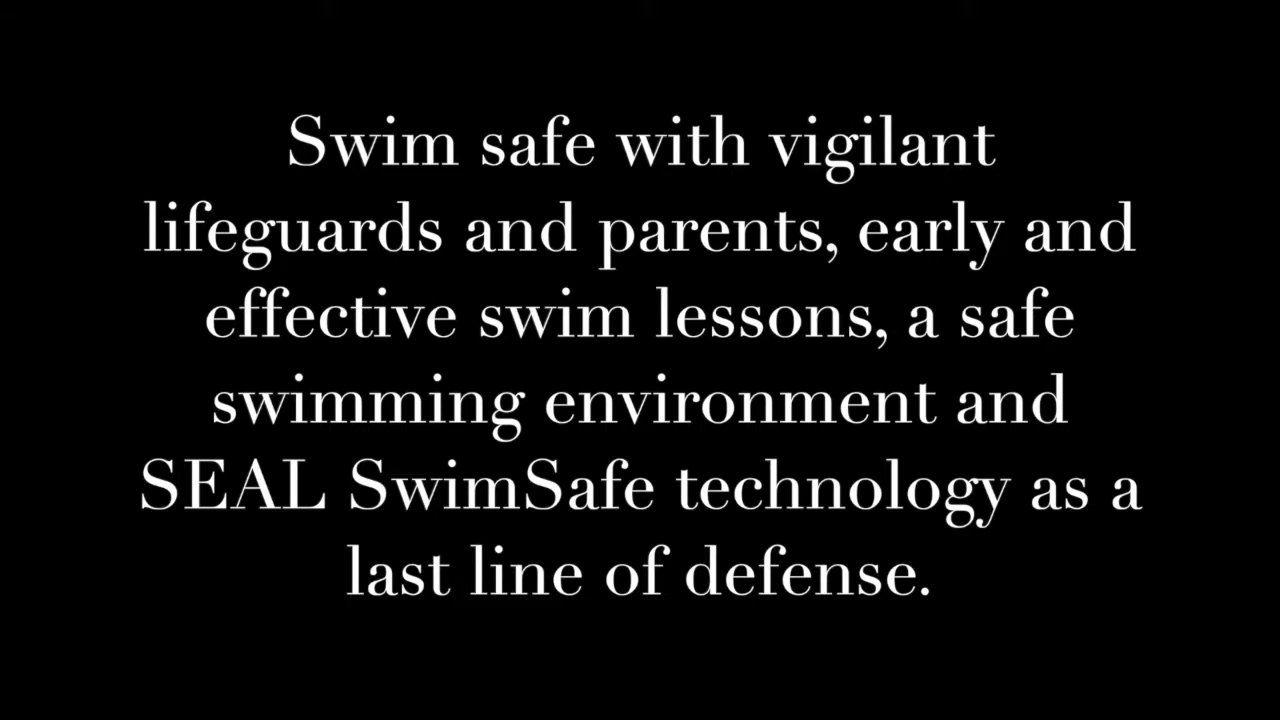 Swim safe with vigilant
lifeguards and parents, early and
effective swim lessons, a safe
swimming environment and
SEAL SwimSafe technology as a
last line of defense.